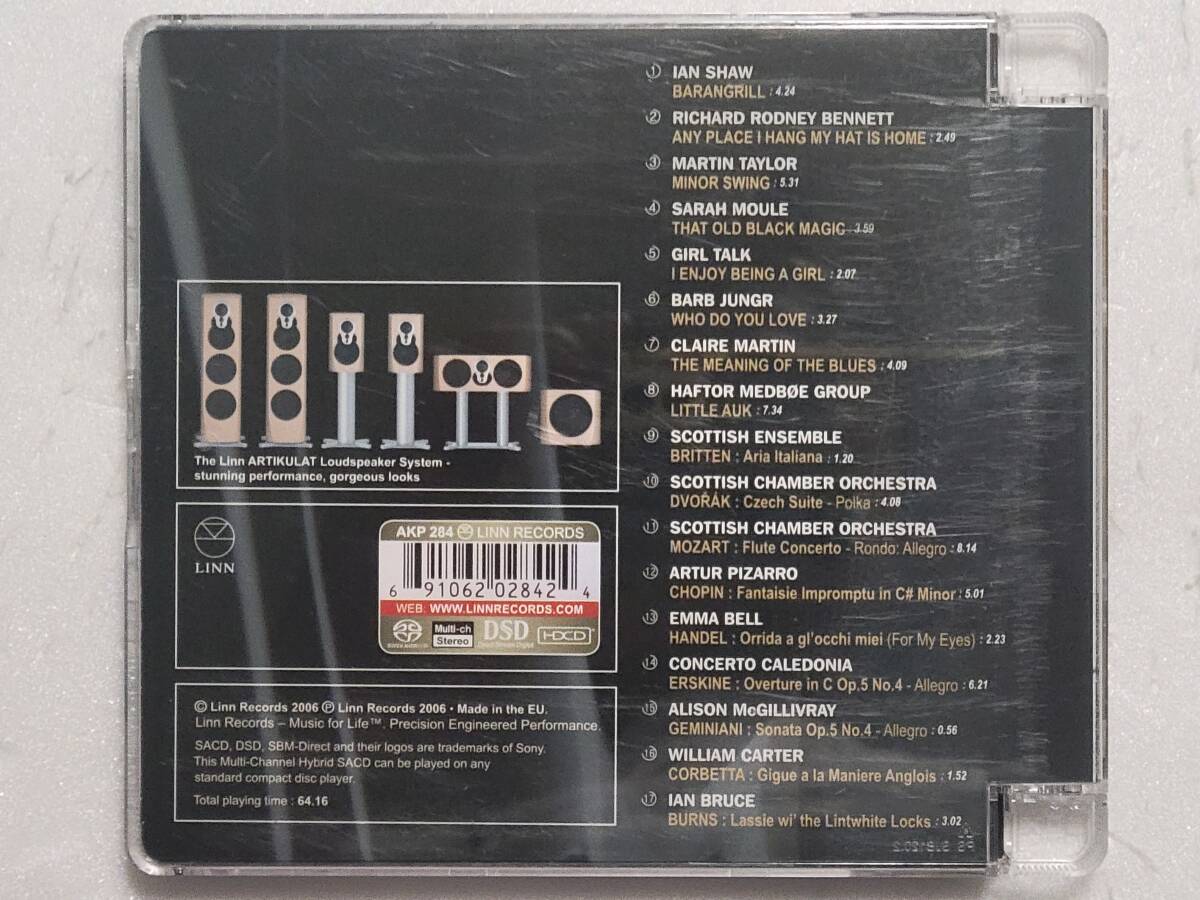 1 IAN SHAW
BARANGRILL : 4.24
2 RICHARD RODNEY BENNETT
ANY PLACE I HANG MY HAT IS HOME : 2.49
3 MARTIN TAYLOR
MINOR SWING : 5.31
4 SARAH MOULE
THAT OLD BLACK MAGIC : 3.59
5 GIRL TALK
I ENJOY BEING A GIRL : 2.07
6 BARB JUNGR
WHO DO YOU LOVE : 3.27
7 CLAIRE MARTIN
THE MEANING OF THE BLUES : 4.09
8 HAFTOR MEDBØE GROUP
LITTLE AUK : 7.34
9 SCOTTISH ENSEMBLE
BRITTEN : Aria Italiana : 1.20
10 SCOTTISH CHAMBER ORCHESTRA
DVOŘÁK : Czech Suite - Polka : 4.08
11 SCOTTISH CHAMBER ORCHESTRA
MOZART : Flute Concerto - Rondo: Allegro : 8.14
12 ARTUR PIZARRO
CHOPIN : Fantaisie Impromptu in C# Minor : 5.01
13 EMMA BELL
HANDEL : Orrida a gl'occhi miei (For My Eyes) : 2.23
14 CONCERTO CALEDONIA
ERSKINE : Overture in C Op.5 No.4 - Allegro : 6.21
15 ALISON McGILLIVRAY
GEMINIANI : Sonata Op.5 No.4 - Allegro : 0.56
16 WILLIAM CARTER
CORBETTA : Gigue a la Maniere Anglois : 1.52
17 IAN BRUCE
BURNS : Lassie wi' the Lintwhite Locks : 3.02
The Linn ARTIKULAT Loudspeaker System -
stunning performance, gorgeous looks
LINN
AKP 284 LINN RECORDS
6 91062 02842 4
WEB: WWW.LINNRECORDS.COM
Multi-ch
Stereo
DSD
Direct Stream Digital
HDCD
SUPER AUDIO CD
© Linn Records 2006 ℗ Linn Records 2006 · Made in the EU.
Linn Records – Music for Life™. Precision Engineered Performance.
SACD, DSD, SBM-Direct and their logos are trademarks of Sony.
This Multi-Channel Hybrid SACD can be played on any
standard compact disc player.
Total playing time : 64.16